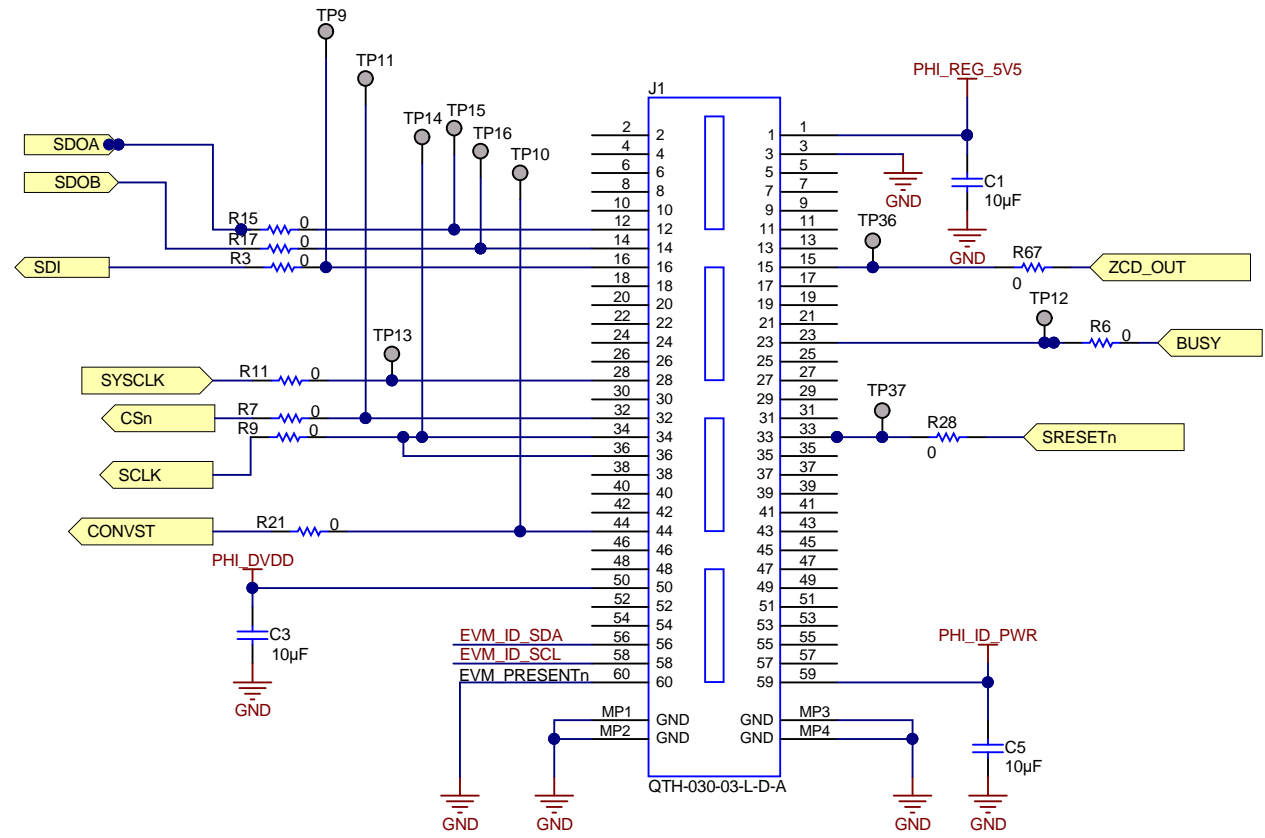 TP9
TP11
PHI_REG_5V5
J1
TP14
TP15
TP16
TP10
SDOA
SDOB
2 2 1 1
4 4 3 3
6 6 5 5
8 8 7 7
10 10 9 9
12 12 11 11
14 14 13 13
16 16 15 15
18 18 17 17
20 20 19 19
22 22 21 21
24 24 23 23
26 26 25 25
28 28 27 27
30 30 29 29
32 32 31 31
34 34 33 33
36 36 35 35
38 38 37 37
40 40 39 39
42 42 41 41
44 44 43 43
46 46 45 45
48 48 47 47
50 50 49 49
52 52 51 51
54 54 53 53
56 56 55 55
58 58 57 57
60 60 59 59
MP1 GND GND MP3
MP2 GND GND MP4
QTH-030-03-L-D-A
R15 0
R17 0
SDI R3 0
TP13
SYSCLK R11 0
CSn R7 0
R9 0
SCLK
CONVST R21 0
PHI_DVDD
C3
10µF
GND
EVM_ID_SDA
EVM_ID_SCL
EVM_PRESENTn
GND
GND
GND
C1
10µF
GND
TP36
R67
0
ZCD_OUT
TP12
R6 0
BUSY
TP37
R28
0
SRESETn
PHI_ID_PWR
C5
10µF
GND
GND